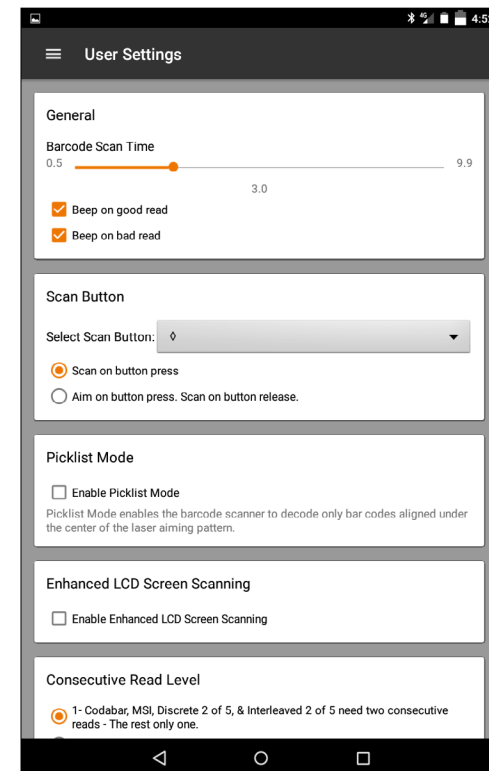 4G 4:5
User Settings
General
Barcode Scan Time
0.5 9.9
3.0
Beep on good read
Beep on bad read
Scan Button
Select Scan Button: ◊
Scan on button press
Aim on button press. Scan on button release.
Picklist Mode
Enable Picklist Mode
Picklist Mode enables the barcode scanner to decode only bar codes aligned under
the center of the laser aiming pattern.
Enhanced LCD Screen Scanning
Enable Enhanced LCD Screen Scanning
Consecutive Read Level
1- Codabar, MSI, Discrete 2 of 5, & Interleaved 2 of 5 need two consecutive
reads - The rest only one.